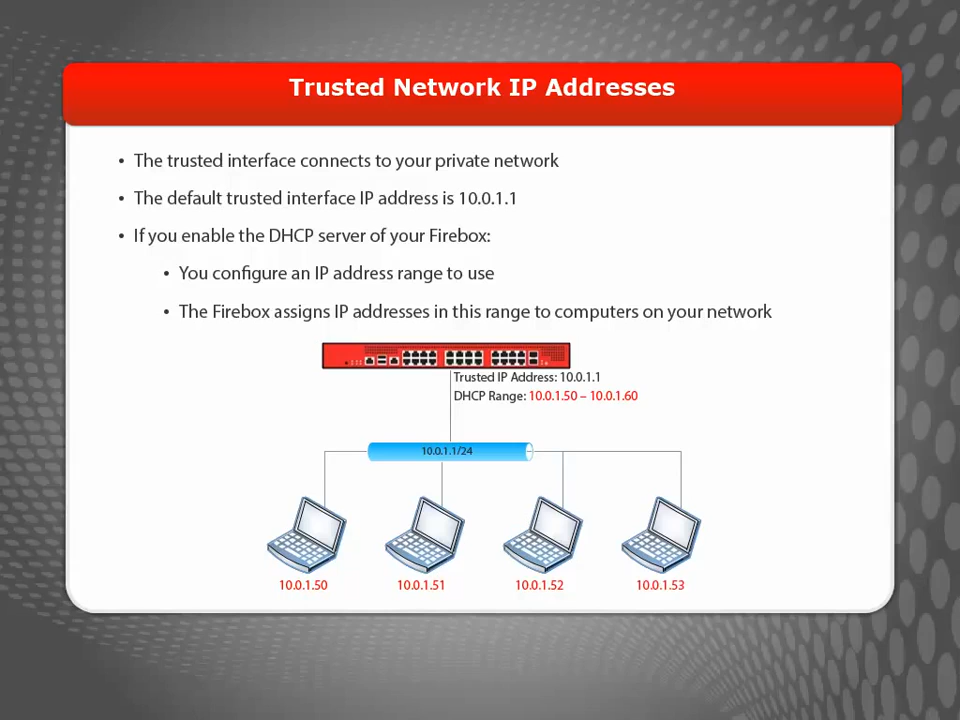 Trusted Network IP Addresses
• The trusted interface connects to your private network
• The default trusted interface IP address is 10.0.1.1
• If you enable the DHCP server of your Firebox:
• You configure an IP address range to use
• The Firebox assigns IP addresses in this range to computers on your network
Trusted IP Address: 10.0.1.1
DHCP Range: 10.0.1.50 – 10.0.1.60
10.0.1.1/24
10.0.1.50 10.0.1.51 10.0.1.52 10.0.1.53